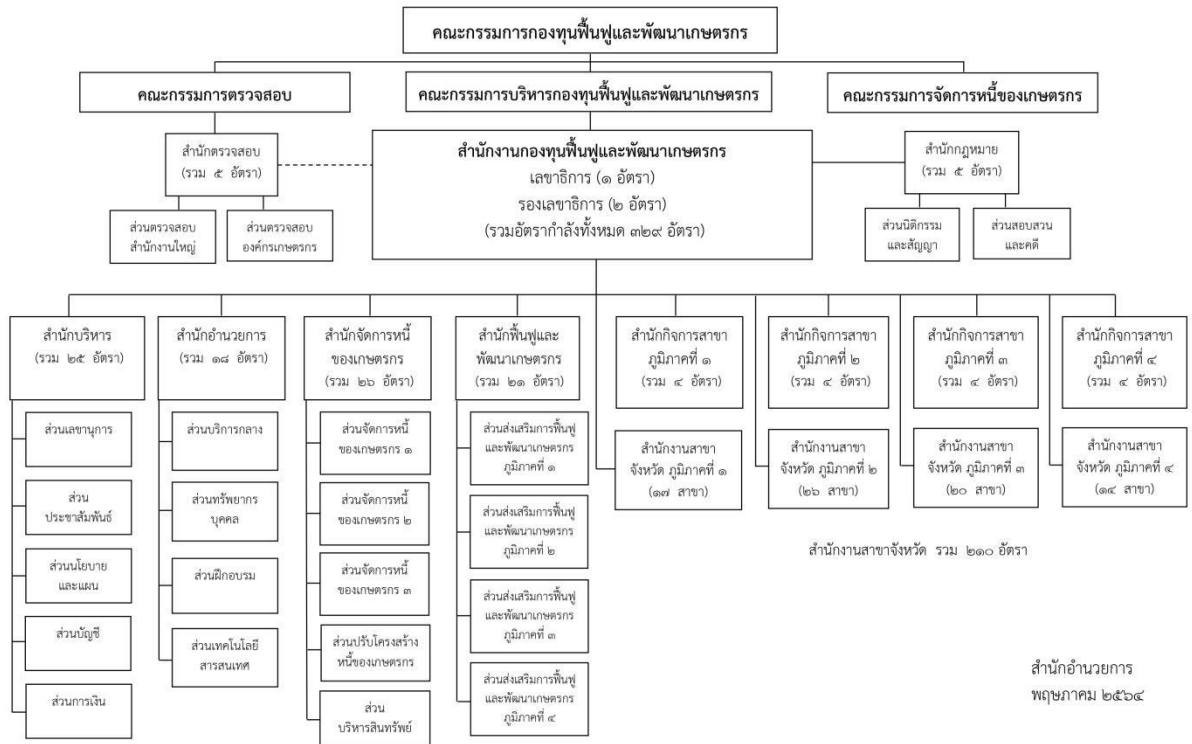 คณะกรรมการกองทุนฟื้นฟูและพัฒนาเกษตรกร
คณะกรรมการตรวจสอบ
คณะกรรมการบริหารกองทุนฟื้นฟูและพัฒนาเกษตรกร
คณะกรรมการจัดการหนี้ของเกษตรกร
สำนักตรวจสอบ
(รวม ๕ อัตรา)
ส่วนตรวจสอบ
สำนักงานใหญ่
ส่วนตรวจสอบ
องค์กรเกษตรกร
สำนักงานกองทุนฟื้นฟูและพัฒนาเกษตรกร
เลขาธิการ (๑ อัตรา)
รองเลขาธิการ (๒ อัตรา)
(รวมอัตรากำลังทั้งหมด ๓๒๙ อัตรา)
สำนักกฎหมาย
(รวม ๕ อัตรา)
ส่วนนิติกรรม
และสัญญา
ส่วนสอบสวน
และคดี
สำนักบริหาร
(รวม ๒๕ อัตรา)
ส่วนเลขานุการ
ส่วน
ประชาสัมพันธ์
ส่วนนโยบาย
และแผน
ส่วนบัญชี
ส่วนการเงิน
สำนักอำนวยการ
(รวม ๑๘ อัตรา)
ส่วนบริการกลาง
ส่วนทรัพยากร
บุคคล
ส่วนฝึกอบรม
ส่วนเทคโนโลยี
สารสนเทศ
สำนักจัดการหนี้
ของเกษตรกร
(รวม ๒๖ อัตรา)
ส่วนจัดการหนี้
ของเกษตรกร ๑
ส่วนจัดการหนี้
ของเกษตรกร ๒
ส่วนจัดการหนี้
ของเกษตรกร ๓
ส่วนปรับโครงสร้าง
หนี้ของเกษตรกร
ส่วน
บริหารสินทรัพย์
สำนักฟื้นฟูและ
พัฒนาเกษตรกร
(รวม ๒๑ อัตรา)
ส่วนส่งเสริมการฟื้นฟู
และพัฒนาเกษตรกร
ภูมิภาคที่ ๑
ส่วนส่งเสริมการฟื้นฟู
และพัฒนาเกษตรกร
ภูมิภาคที่ ๒
ส่วนส่งเสริมการฟื้นฟู
และพัฒนาเกษตรกร
ภูมิภาคที่ ๓
ส่วนส่งเสริมการฟื้นฟู
และพัฒนาเกษตรกร
ภูมิภาคที่ ๔
สำนักกิจการสาขา
ภูมิภาคที่ ๑
(รวม ๔ อัตรา)
สำนักงานสาขา
จังหวัด ภูมิภาคที่ ๑
(๑๗ สาขา)
สำนักกิจการสาขา
ภูมิภาคที่ ๒
(รวม ๔ อัตรา)
สำนักงานสาขา
จังหวัด ภูมิภาคที่ ๒
(๒๖ สาขา)
สำนักกิจการสาขา
ภูมิภาคที่ ๓
(รวม ๔ อัตรา)
สำนักงานสาขา
จังหวัด ภูมิภาคที่ ๓
(๒๐ สาขา)
สำนักกิจการสาขา
ภูมิภาคที่ ๔
(รวม ๔ อัตรา)
สำนักงานสาขา
จังหวัด ภูมิภาคที่ ๔
(๑๔ สาขา)
สำนักงานสาขาจังหวัด รวม ๒๑๐ อัตรา
สำนักอำนวยการ
พฤษภาคม ๒๕๖๔